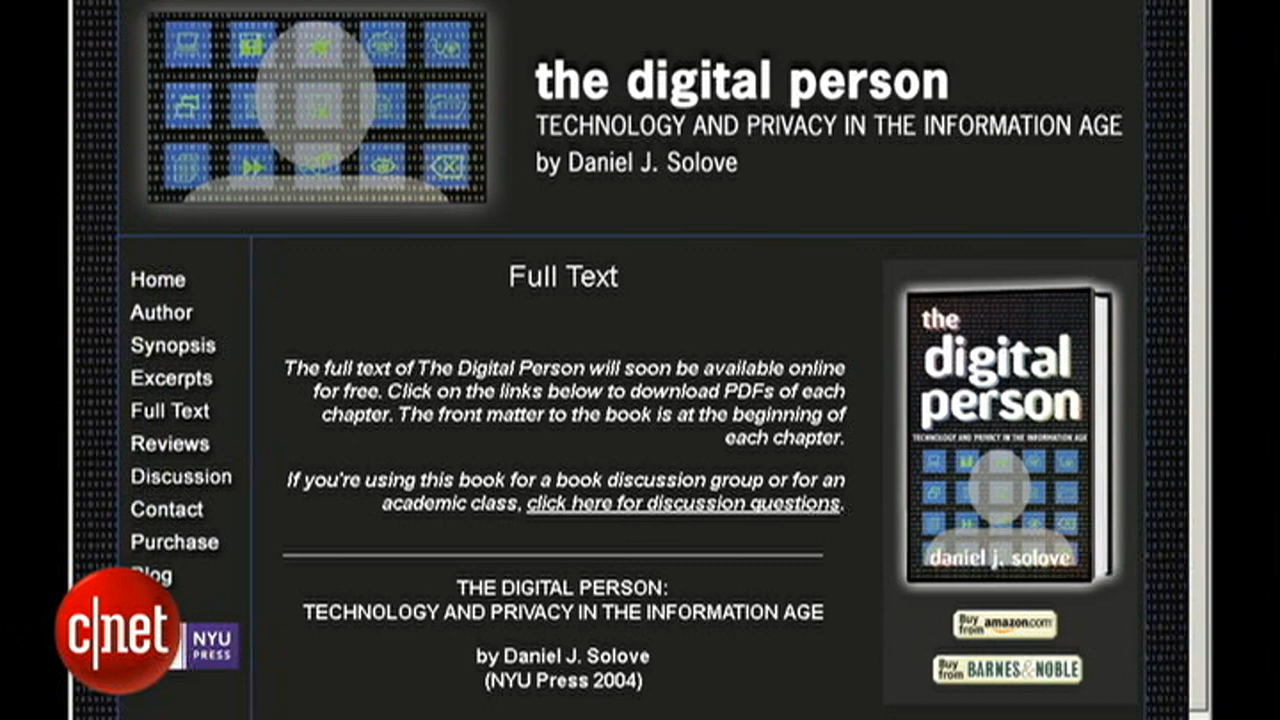 the digital person
TECHNOLOGY AND PRIVACY IN THE INFORMATION AGE
by Daniel J. Solove
Home
Author
Synopsis
Excerpts
Full Text
Reviews
Discussion
Contact
Purchase
Blog
c|net
NYU
PRESS
Full Text
The full text of The Digital Person will soon be available online
for free. Click on the links below to download PDFs of each
chapter. The front matter to the book is at the beginning of
each chapter.
If you're using this book for a book discussion group or for an
academic class, click here for discussion questions.
THE DIGITAL PERSON:
TECHNOLOGY AND PRIVACY IN THE INFORMATION AGE
by Daniel J. Solove
(NYU Press 2004)
the
digital
person
TECHNOLOGY AND PRIVACY IN THE INFORMATION AGE
daniel j. solove
Buy
from amazon.com
Buy
from BARNES&NOBLE